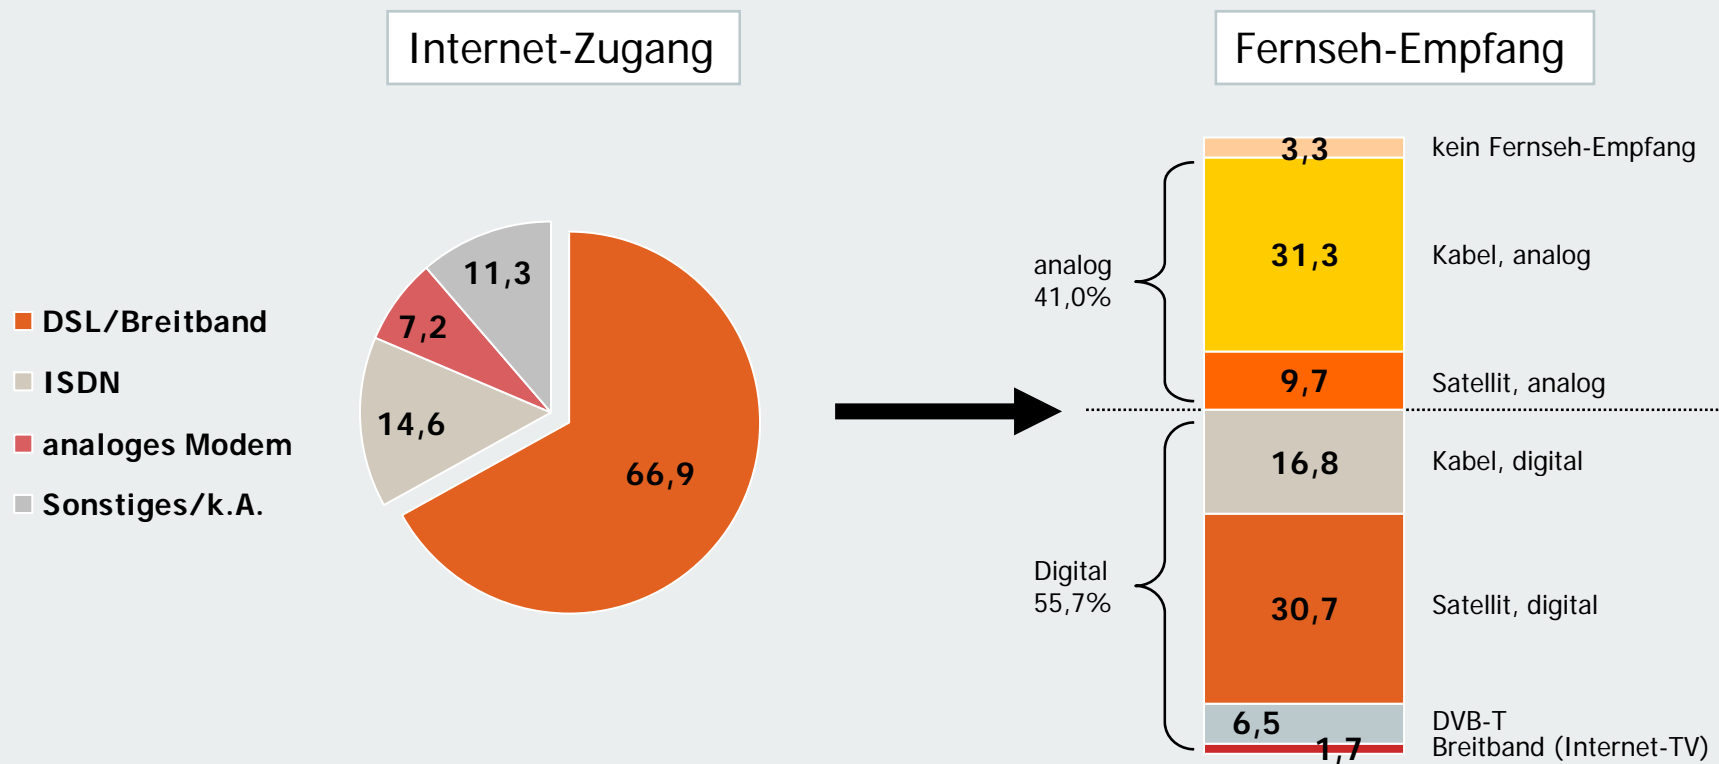 Internet-Zugang
DSL/Breitband
ISDN
analoges Modem
Sonstiges/k.A.
11,3
7,2
14,6
66,9
Fernseh-Empfang
analog
41,0%
Digital
55,7%
3,3 kein Fernseh-Empfang
31,3 Kabel, analog
9,7 Satellit, analog
16,8 Kabel, digital
30,7 Satellit, digital
6,5 DVB-T
1,7 Breitband (Internet-TV)